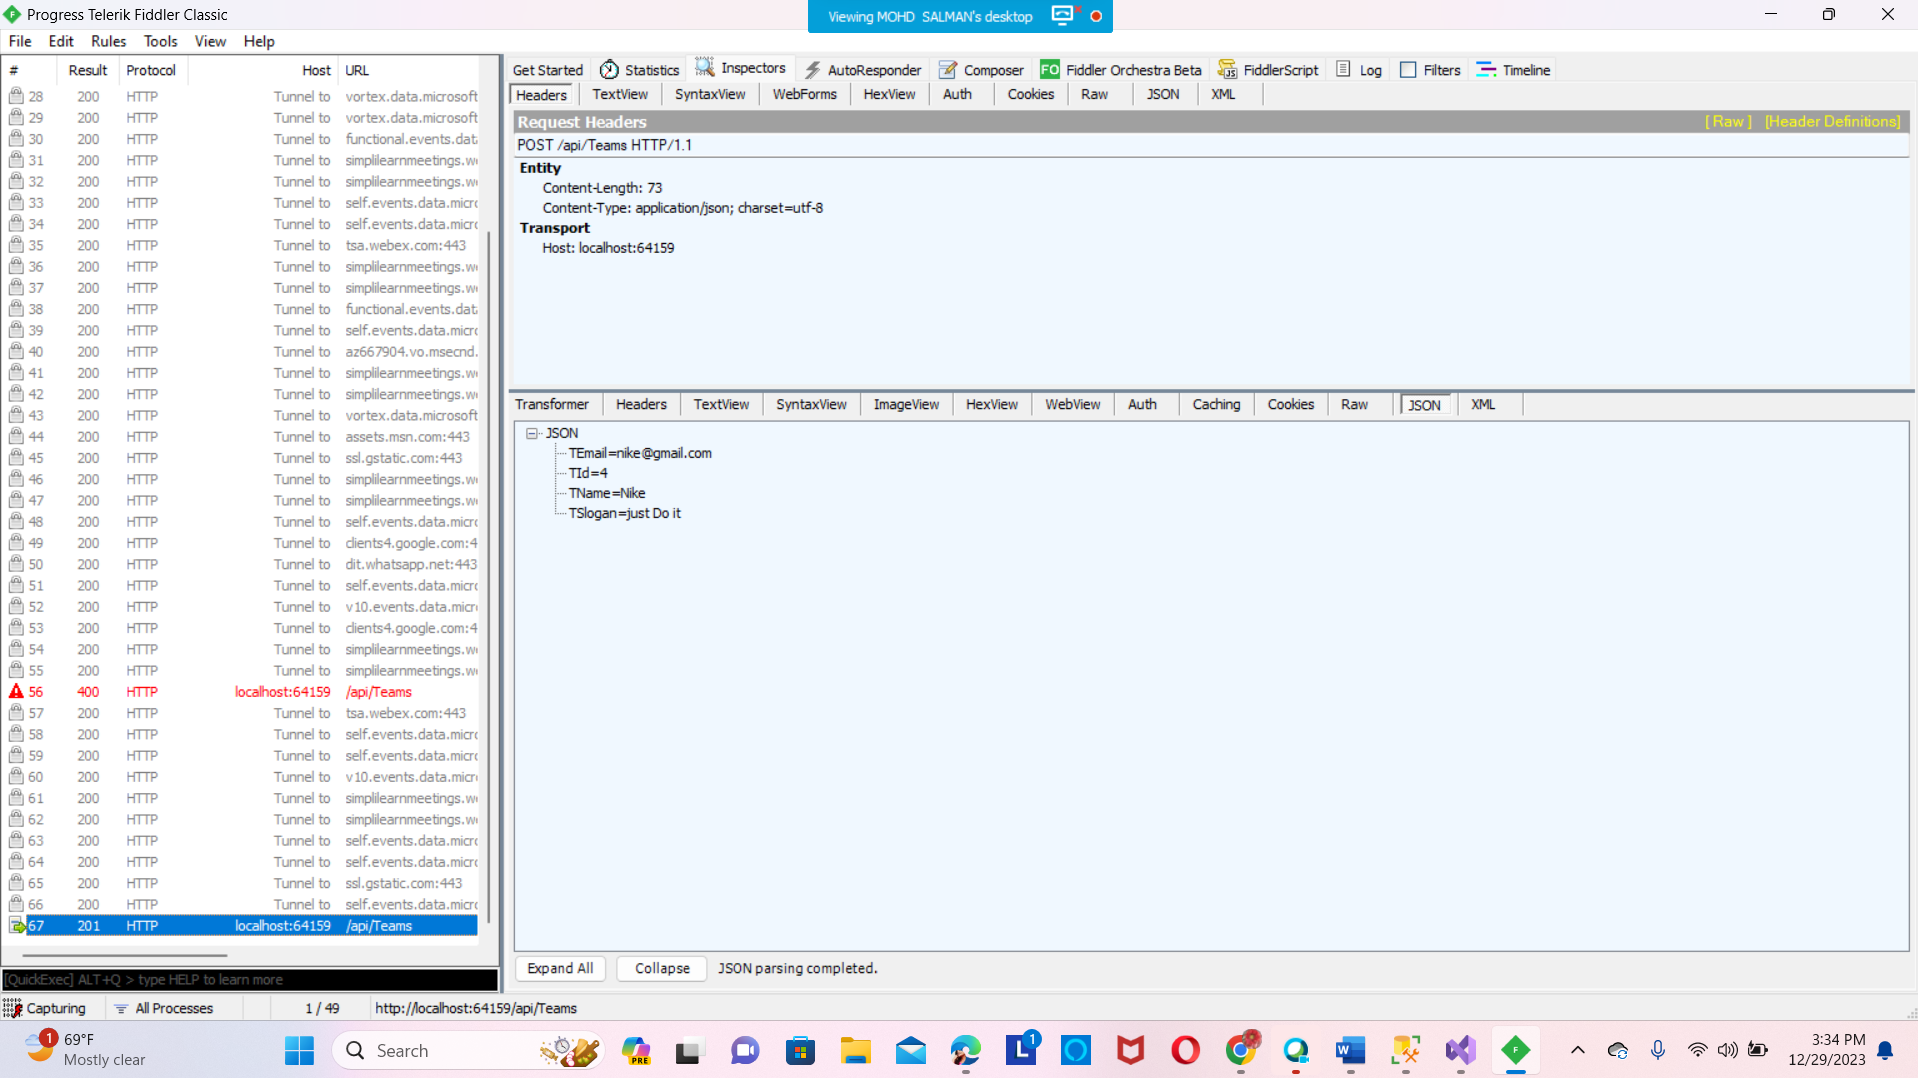 Progress Telerik Fiddler Classic
Viewing MOHD SALMAN's desktop
File Edit Rules Tools View Help
# Result Protocol Host URL
28 200 HTTP Tunnel to vortex.data.microsoft
29 200 HTTP Tunnel to vortex.data.microsoft
30 200 HTTP Tunnel to functional.events.dat
31 200 HTTP Tunnel to simplilearnmeetings.w
32 200 HTTP Tunnel to simplilearnmeetings.w
33 200 HTTP Tunnel to self.events.data.micr
34 200 HTTP Tunnel to self.events.data.micr
35 200 HTTP Tunnel to tsa.webex.com:443
36 200 HTTP Tunnel to simplilearnmeetings.w
37 200 HTTP Tunnel to simplilearnmeetings.w
38 200 HTTP Tunnel to functional.events.dat
39 200 HTTP Tunnel to self.events.data.micr
40 200 HTTP Tunnel to az667904.vo.msecnd.
41 200 HTTP Tunnel to simplilearnmeetings.w
42 200 HTTP Tunnel to simplilearnmeetings.w
43 200 HTTP Tunnel to vortex.data.microsoft
44 200 HTTP Tunnel to assets.msn.com:443
45 200 HTTP Tunnel to ssl.gstatic.com:443
46 200 HTTP Tunnel to simplilearnmeetings.w
47 200 HTTP Tunnel to simplilearnmeetings.w
48 200 HTTP Tunnel to self.events.data.micr
49 200 HTTP Tunnel to clients4.google.com:4
50 200 HTTP Tunnel to dit.whatsapp.net:443
51 200 HTTP Tunnel to self.events.data.micr
52 200 HTTP Tunnel to v10.events.data.micr
53 200 HTTP Tunnel to clients4.google.com:4
54 200 HTTP Tunnel to simplilearnmeetings.w
55 200 HTTP Tunnel to simplilearnmeetings.w
56 400 HTTP localhost:64159 /api/Teams
57 200 HTTP Tunnel to tsa.webex.com:443
58 200 HTTP Tunnel to self.events.data.micr
59 200 HTTP Tunnel to self.events.data.micr
60 200 HTTP Tunnel to v10.events.data.micr
61 200 HTTP Tunnel to simplilearnmeetings.w
62 200 HTTP Tunnel to simplilearnmeetings.w
63 200 HTTP Tunnel to self.events.data.micr
64 200 HTTP Tunnel to self.events.data.micr
65 200 HTTP Tunnel to ssl.gstatic.com:443
66 200 HTTP Tunnel to self.events.data.micr
67 201 HTTP localhost:64159 /api/Teams
[QuickExec] ALT+Q > type HELP to learn more
Get Started Statistics Inspectors AutoResponder Composer FO Fiddler Orchestra Beta FiddlerScript Log Filters Timeline
Headers TextView SyntaxView WebForms HexView Auth Cookies Raw JSON XML
Request Headers [ Raw ] [Header Definitions]
POST /api/Teams HTTP/1.1
Entity
Content-Length: 73
Content-Type: application/json; charset=utf-8
Transport
Host: localhost:64159
Transformer Headers TextView SyntaxView ImageView HexView WebView Auth Caching Cookies Raw JSON XML
JSON
TEmail=nike@gmail.com
TId=4
TName=Nike
TSlogan=just Do it
Expand All Collapse JSON parsing completed.
Capturing All Processes 1 / 49 http://localhost:64159/api/Teams
1 69°F
Mostly clear
Search
PRE
L 1
W
3:34 PM
12/29/2023